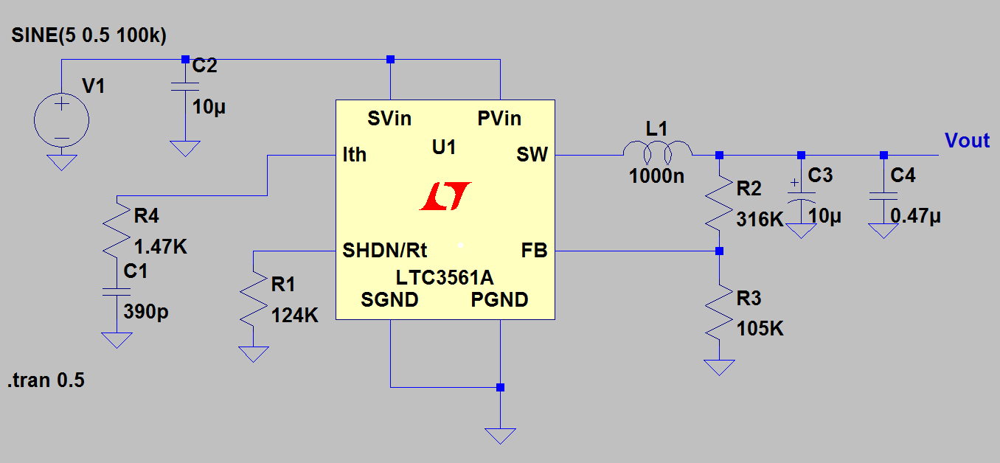 SINE(5 0.5 100k)
V1
C2
10µ
SVin
PVin
Ith
U1
SW
L1
1000n
Vout
R2
316K
C3
10µ
C4
0.47µ
R4
1.47K
C1
390p
SHDN/Rt
FB
LTC3561A
SGND
PGND
R1
124K
R3
105K
.tran 0.5